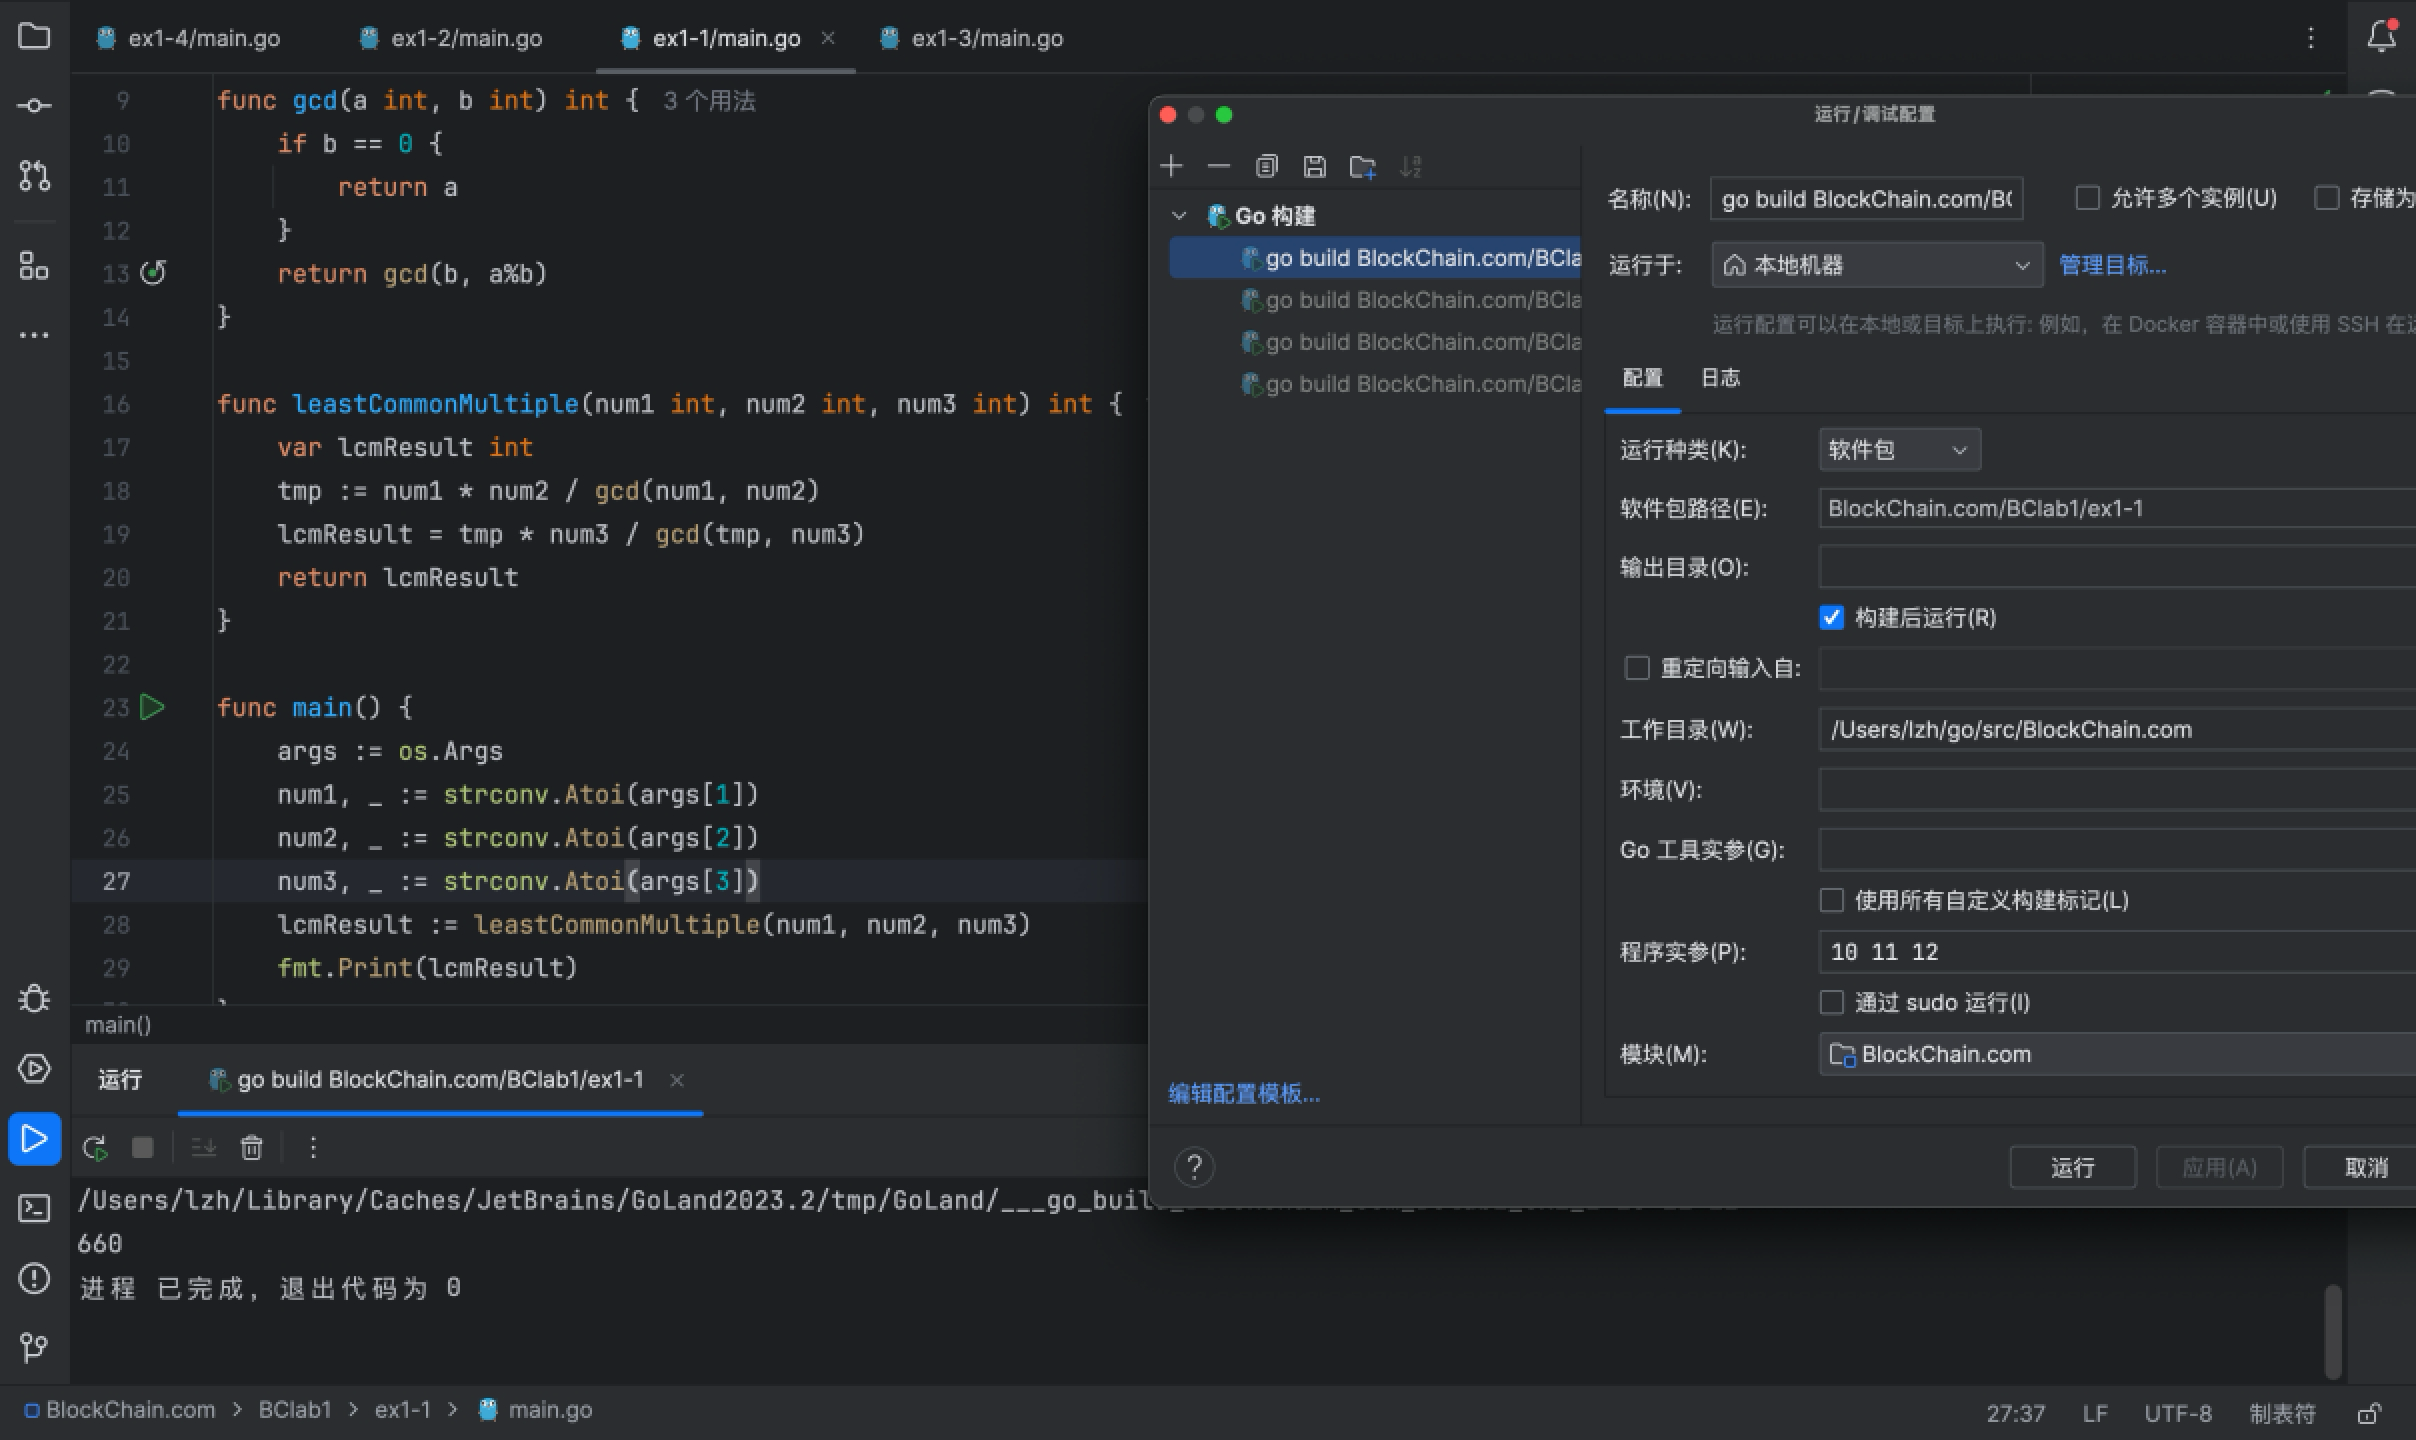 ex1-4/main.go
ex1-2/main.go
ex1-1/main.go
ex1-3/main.go
9 func gcd(a int, b int) int { 3 个用法
10 if b == 0 {
11 return a
12 }
13 return gcd(b, a%b)
14 }
15
16 func leastCommonMultiple(num1 int, num2 int, num3 int) int {
17 var lcmResult int
18 tmp := num1 * num2 / gcd(num1, num2)
19 lcmResult = tmp * num3 / gcd(tmp, num3)
20 return lcmResult
21 }
22
23 func main() {
24 args := os.Args
25 num1, _ := strconv.Atoi(args[1])
26 num2, _ := strconv.Atoi(args[2])
27 num3, _ := strconv.Atoi(args[3])
28 lcmResult := leastCommonMultiple(num1, num2, num3)
29 fmt.Print(lcmResult)
main()
运行
go build BlockChain.com/BClab1/ex1-1
/Users/lzh/Library/Caches/JetBrains/GoLand2023.2/tmp/GoLand/___go_buil
660
进程 已完成，退出代码为 0
运行/调试配置
Go 构建
go build BlockChain.com/BCla
go build BlockChain.com/BCla
go build BlockChain.com/BCla
go build BlockChain.com/BCla
编辑配置模板...
名称(N): go build BlockChain.com/BC 允许多个实例(U) 存储为
运行于: 本地机器 管理目标...
运行配置可以在本地或目标上执行: 例如，在 Docker 容器中或使用 SSH 在
配置 日志
运行种类(K): 软件包
软件包路径(E): BlockChain.com/BClab1/ex1-1
输出目录(O):
构建后运行(R)
重定向输入自:
工作目录(W): /Users/lzh/go/src/BlockChain.com
环境(V):
Go 工具实参(G):
使用所有自定义构建标记(L)
程序实参(P): 10 11 12
通过 sudo 运行(I)
模块(M): BlockChain.com
?
运行 应用(A) 取消
BlockChain.com > BClab1 > ex1-1 > main.go
27:37 LF UTF-8 制表符